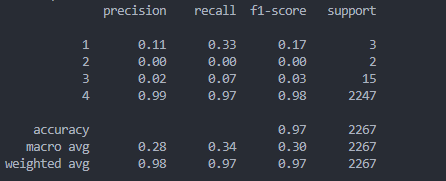 precision recall f1-score support
1 0.11 0.33 0.17 3
2 0.00 0.00 0.00 2
3 0.02 0.07 0.03 15
4 0.99 0.97 0.98 2247
accuracy 0.97 2267
macro avg 0.28 0.34 0.30 2267
weighted avg 0.98 0.97 0.97 2267